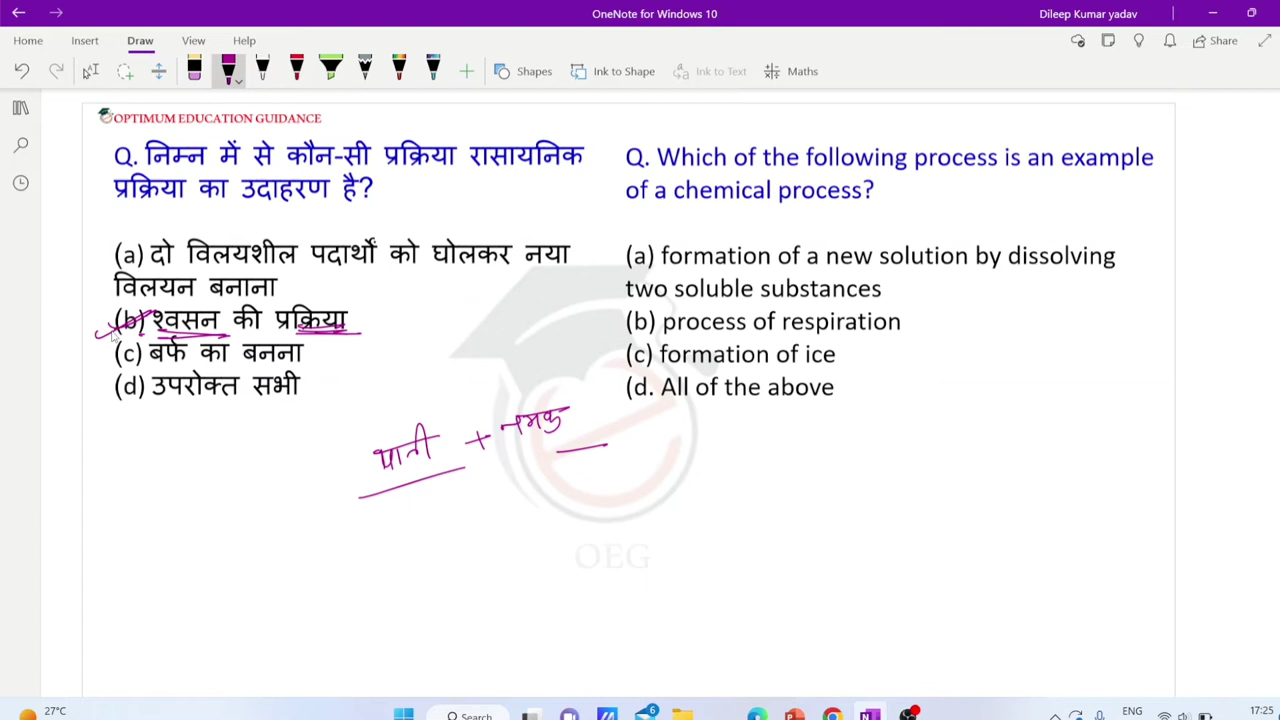 OneNote for Windows 10
Dileep Kumar yadav
Home Insert Draw View Help
Shapes Ink to Shape Ink to Text Maths Share
OPTIMUM EDUCATION GUIDANCE
Q. निम्न में से कौन-सी प्रक्रिया रासायनिक
प्रक्रिया का उदाहरण है?
(a) दो विलयशील पदार्थों को घोलकर नया
विलयन बनाना
(b) श्वसन की प्रक्रिया
(c) बर्फ का बनना
(d) उपरोक्त सभी
Q. Which of the following process is an example
of a chemical process?
(a) formation of a new solution by dissolving
two soluble substances
(b) process of respiration
(c) formation of ice
(d. All of the above
पानी + नमक
OEG
27°C
Search
6
ENG
17:25